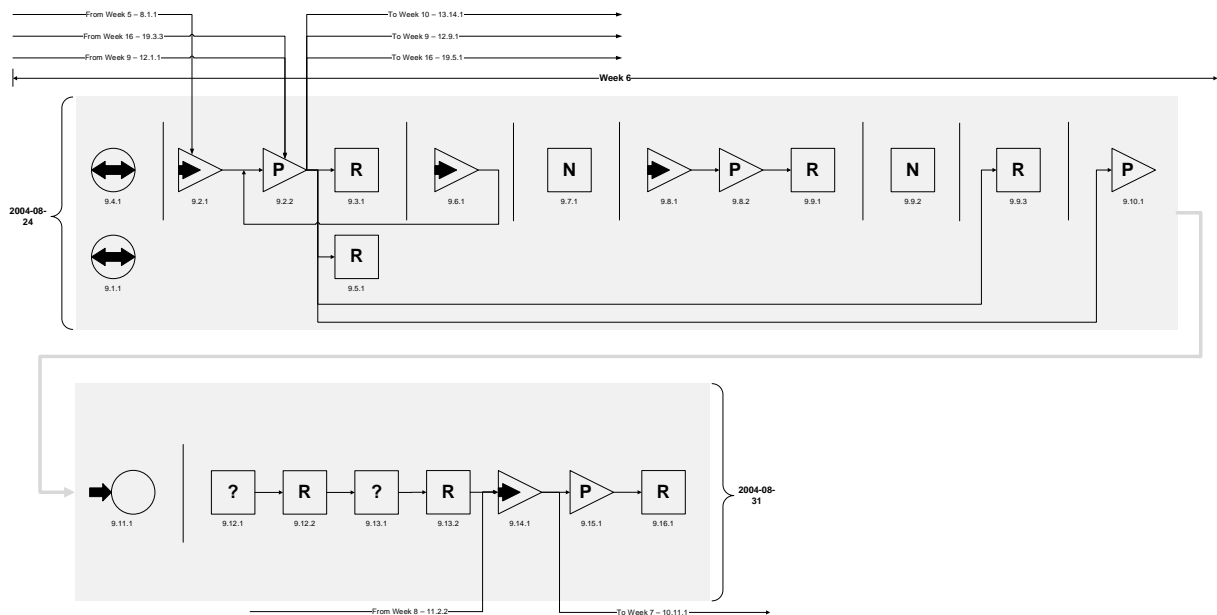 From Week 5 – 8.1.1
To Week 10 – 13.14.1
From Week 16 – 19.3.3
To Week 9 – 12.9.1
From Week 9 – 12.1.1
To Week 16 – 19.5.1
Week 6
2004-08-
24
P
R
N
P
R
N
R
P
9.4.1
9.2.1
9.2.2
9.3.1
9.6.1
9.7.1
9.8.1
9.8.2
9.9.1
9.9.2
9.9.3
9.10.1
R
9.1.1
9.5.1
?
R
?
R
P
R
9.11.1
9.12.1
9.12.2
9.13.1
9.13.2
9.14.1
9.15.1
9.16.1
2004-08-
31
From Week 8 – 11.2.2
To Week 7 – 10.11.1